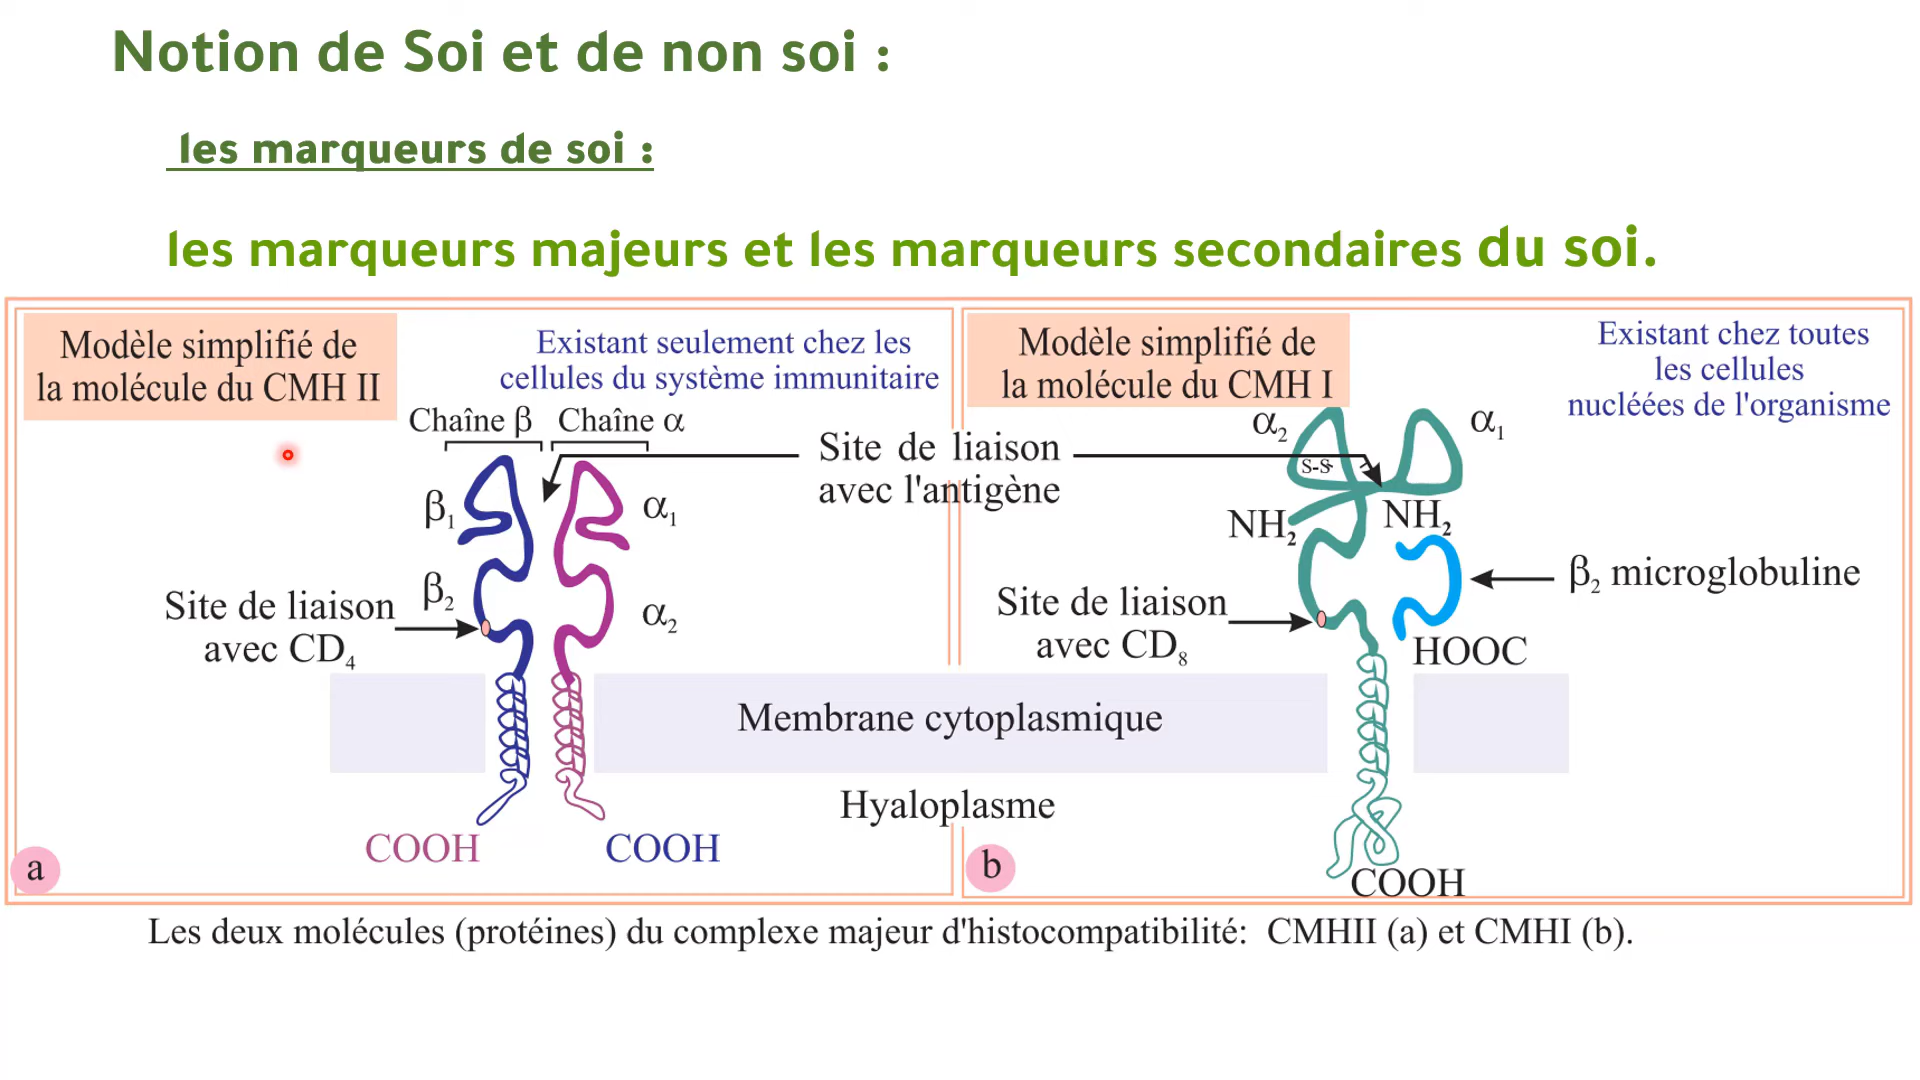 Notion de Soi et de non soi :
les marqueurs de soi :
les marqueurs majeurs et les marqueurs secondaires du soi.
Modèle simplifié de
la molécule du CMH II
Existant seulement chez les
cellules du système immunitaire
Chaîne β
Chaîne α
β1
α1
β2
α2
Site de liaison
avec CD4
COOH
COOH
a
Site de liaison
avec l'antigène
Membrane cytoplasmique
Hyaloplasme
Modèle simplifié de
la molécule du CMH I
Existant chez toutes
les cellules
nucléées de l'organisme
α2
α1
S-S
NH2
NH2
β2 microglobuline
Site de liaison
avec CD8
HOOC
COOH
b
Les deux molécules (protéines) du complexe majeur d'histocompatibilité: CMHII (a) et CMHI (b).